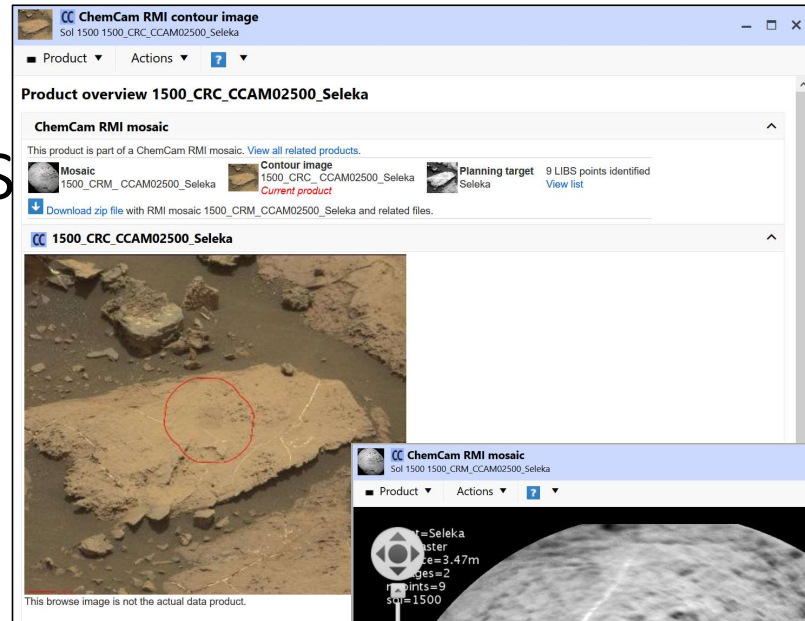 CC ChemCam RMI contour image
Sol 1500 1500_CRC_CCAM02500_Seleka
Product ▼ Actions ▼ ? ▼
Product overview 1500_CRC_CCAM02500_Seleka
ChemCam RMI mosaic
This product is part of a ChemCam RMI mosaic. View all related products.
Mosaic
1500_CRM_ CCAM02500_Seleka
Contour image
1500_CRC_ CCAM02500_Seleka
Current product
Planning target
Seleka
9 LIBS points identified
View list
Download zip file with RMI mosaic 1500_CRM_CCAM02500_Seleka and related files.
CC 1500_CRC_CCAM02500_Seleka
This browse image is not the actual data product.
CC ChemCam RMI mosaic
Sol 1500 1500_CRM_CCAM02500_Seleka
Product ▼ Actions ▼ ? ▼
=Seleka
=3.47m
=2
=9
sol=1500